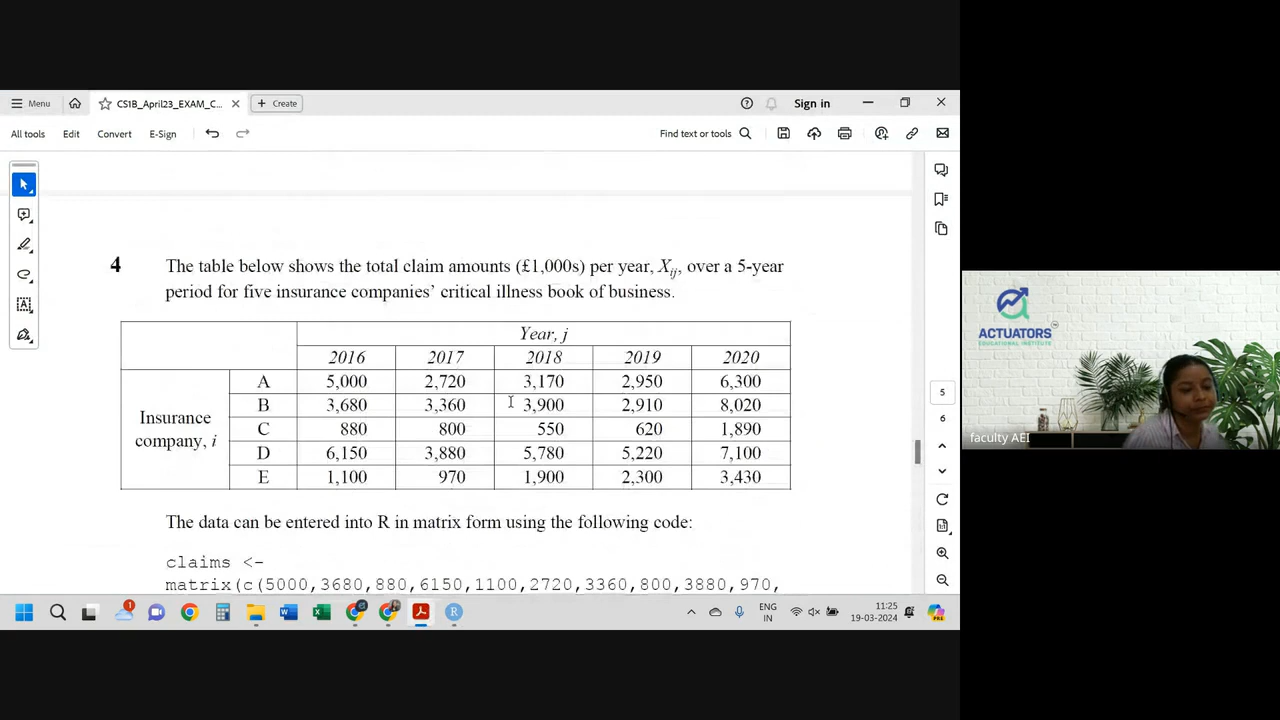 Menu
CS1B_April23_EXAM_C...
Create
Sign in
All tools Edit Convert E-Sign
Find text or tools
4 The table below shows the total claim amounts (£1,000s) per year, Xij, over a 5-year
period for five insurance companies’ critical illness book of business.
Year, j
2016 2017 2018 2019 2020
Insurance company, i
A 5,000 2,720 3,170 2,950 6,300
B 3,680 3,360 3,900 2,910 8,020
C 880 800 550 620 1,890
D 6,150 3,880 5,780 5,220 7,100
E 1,100 970 1,900 2,300 3,430
The data can be entered into R in matrix form using the following code:
claims <-
matrix(c(5000,3680,880,6150,1100,2720,3360,800,3880,970,
5
6
ACTUATORS
EDUCATIONAL INSTITUTE
faculty AEI
1
ENG
IN
11:25
19-03-2024